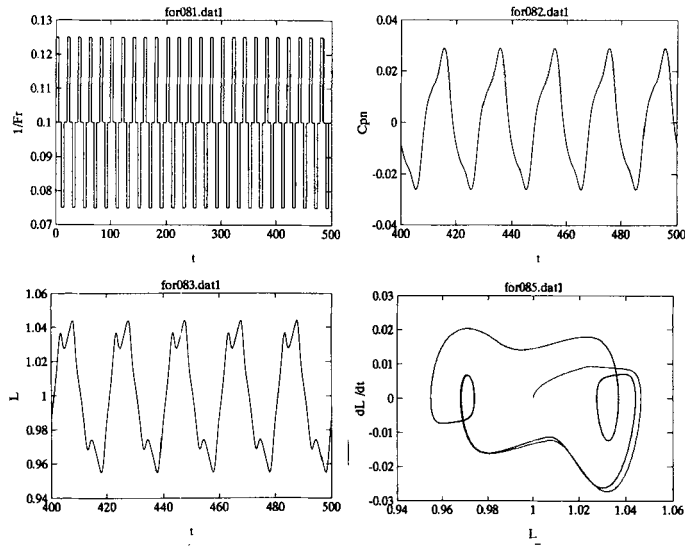 for081.dat1
0.13
0.12
0.11
0.1
0.09
0.08
0.07
1/Fr
0 100 200 300 400 500
t
for082.dat1
0.04
0.02
0
-0.02
-0.04
Cpn
400 420 440 460 480 500
t
for083.dat1
1.06
1.04
1.02
1
0.98
0.96
0.94
L
400 420 440 460 480 500
t
for085.dat1
0.03
0.02
0.01
0
-0.01
-0.02
-0.03
dL/dt
0.94 0.96 0.98 1 1.02 1.04 1.06
L